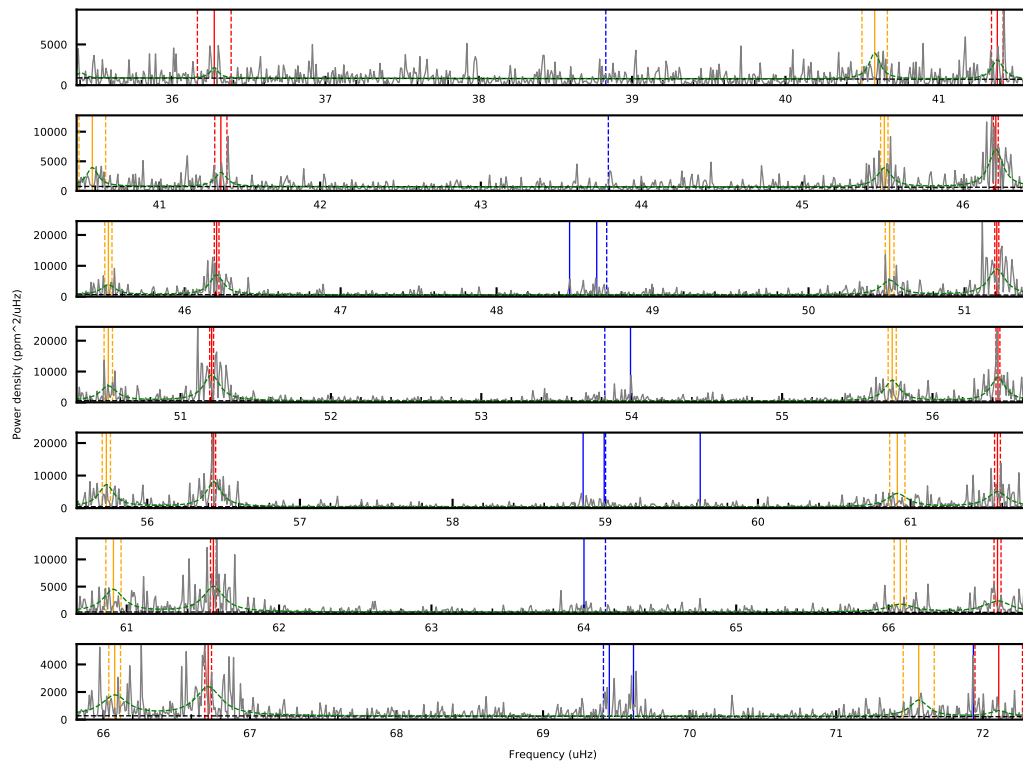 5000
0
36 37 38 39 40 41
10000
5000
0
41 42 43 44 45 46
20000
10000
0
46 47 48 49 50 51
Power density (ppm^2/uHz)
20000
10000
0
51 52 53 54 55 56
20000
10000
0
56 57 58 59 60 61
10000
5000
0
61 62 63 64 65 66
4000
2000
0
66 67 68 69 70 71 72
Frequency (uHz)